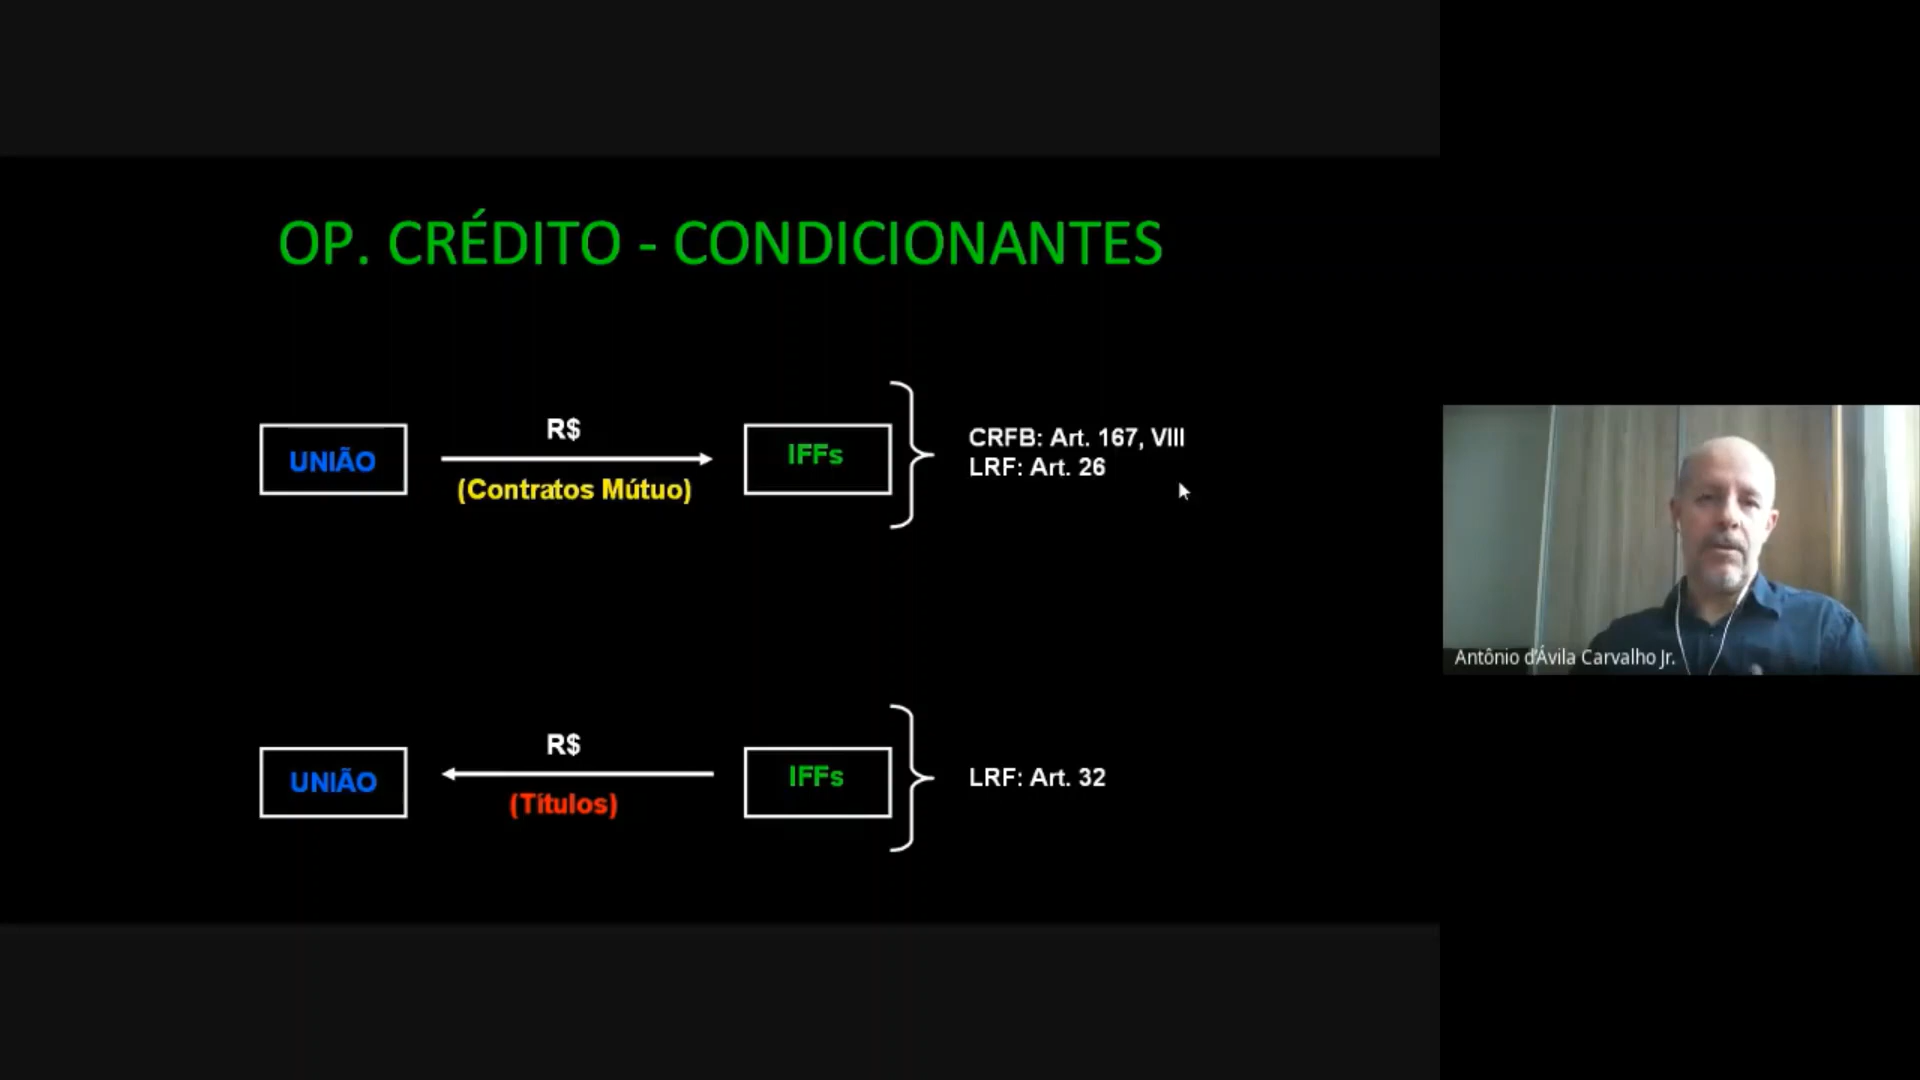 OP. CRÉDITO - CONDICIONANTES
UNIÃO
R$
(Contratos Mútuo)
IFFs
CRFB: Art. 167, VIII
LRF: Art. 26
UNIÃO
R$
(Títulos)
IFFs
LRF: Art. 32
Antônio d'Ávila Carvalho Jr.